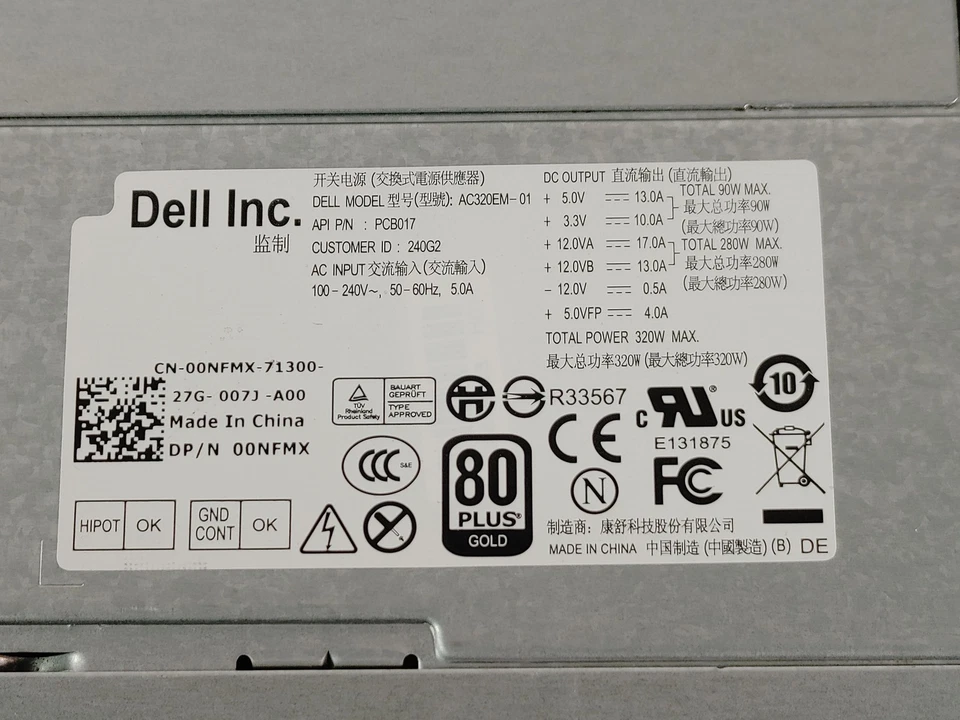 Dell Inc.
监制
开关电源 (交換式電源供應器)
DELL MODEL 型号(型號): AC320EM-01
API P/N : PCB017
CUSTOMER ID : 240G2
AC INPUT 交流输入 (交流輸入)
100-240V~, 50-60Hz, 5.0A
DC OUTPUT 直流输出 (直流輸出)
+ 5.0V 13.0A
+ 3.3V 10.0A
TOTAL 90W MAX.
最大总功率90W
(最大總功率90W)
+ 12.0VA 17.0A
+ 12.0VB 13.0A
TOTAL 280W MAX.
最大总功率280W
(最大總功率280W)
- 12.0V 0.5A
+ 5.0VFP 4.0A
TOTAL POWER 320W MAX.
最大总功率320W (最大總功率320W)
CN-00NFMX-71300-
27G-007J-A00
Made In China
DP/N 00NFMX
TÜV
Rheinland
Product Safety
BAUART
GEPRÜFT
TYPE
APPROVED
R33567
c RU® US
E131875
10
CCC S&E
80
PLUS®
GOLD
CE
N
FC
HIPOT OK
GND
CONT
OK
制造商: 康舒科技股份有限公司
MADE IN CHINA 中国制造 (中國製造) (B) DE